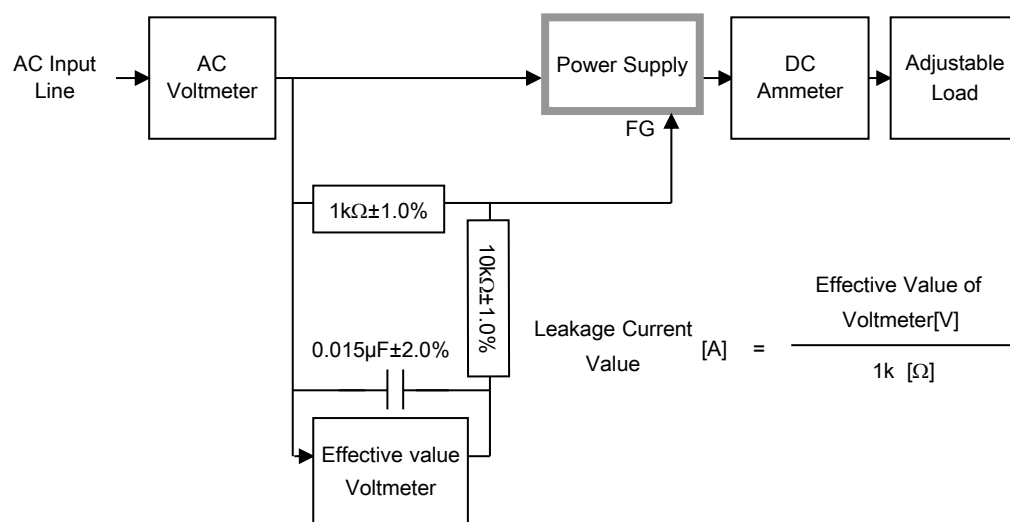 AC Input
Line
AC
Voltmeter
Power Supply
DC
Ammeter
Adjustable
Load
FG
1kΩ±1.0%
10kΩ±1.0%
0.015µF±2.0%
Effective value
Voltmeter
Leakage Current
Value
[A] =
Effective Value of
Voltmeter[V]
1k [Ω]